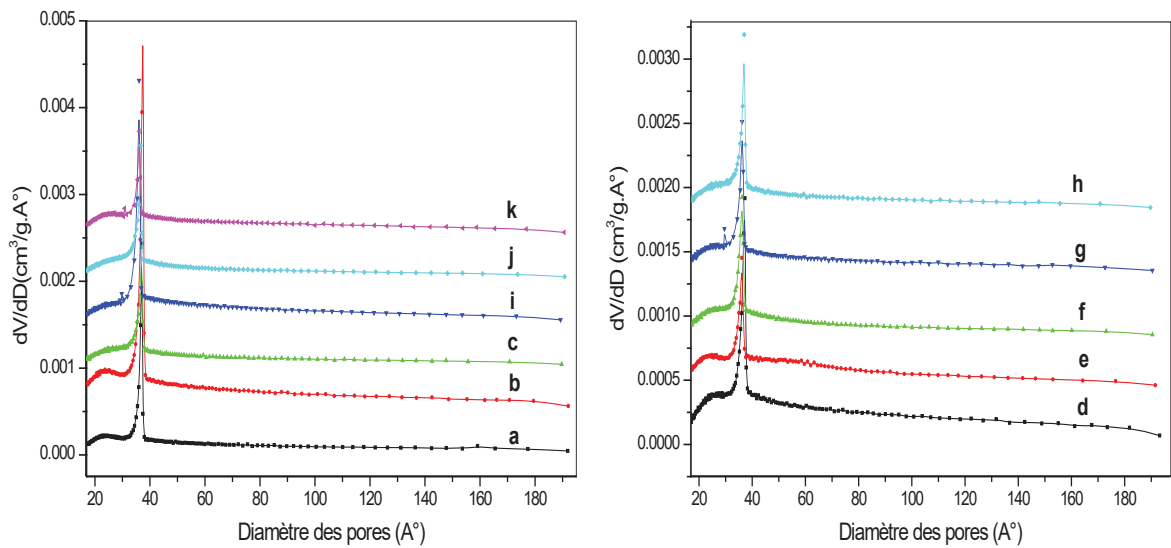 dV/dD(cm³/g.A°)
0.005
0.004
0.003
0.002
0.001
0.000
k
j
i
c
b
a
20 40 60 80 100 120 140 160 180
Diamètre des pores (A°)
dV/dD (cm³/g.A°)
0.0030
0.0025
0.0020
0.0015
0.0010
0.0005
0.0000
h
g
f
e
d
20 40 60 80 100 120 140 160 180
Diamètre des pores (A°)